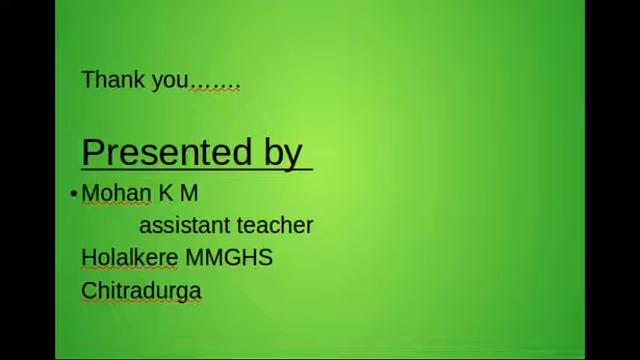 Thank you…….
Presented by
• Mohan K M
assistant teacher
Holalkere MMGHS
Chitradurga